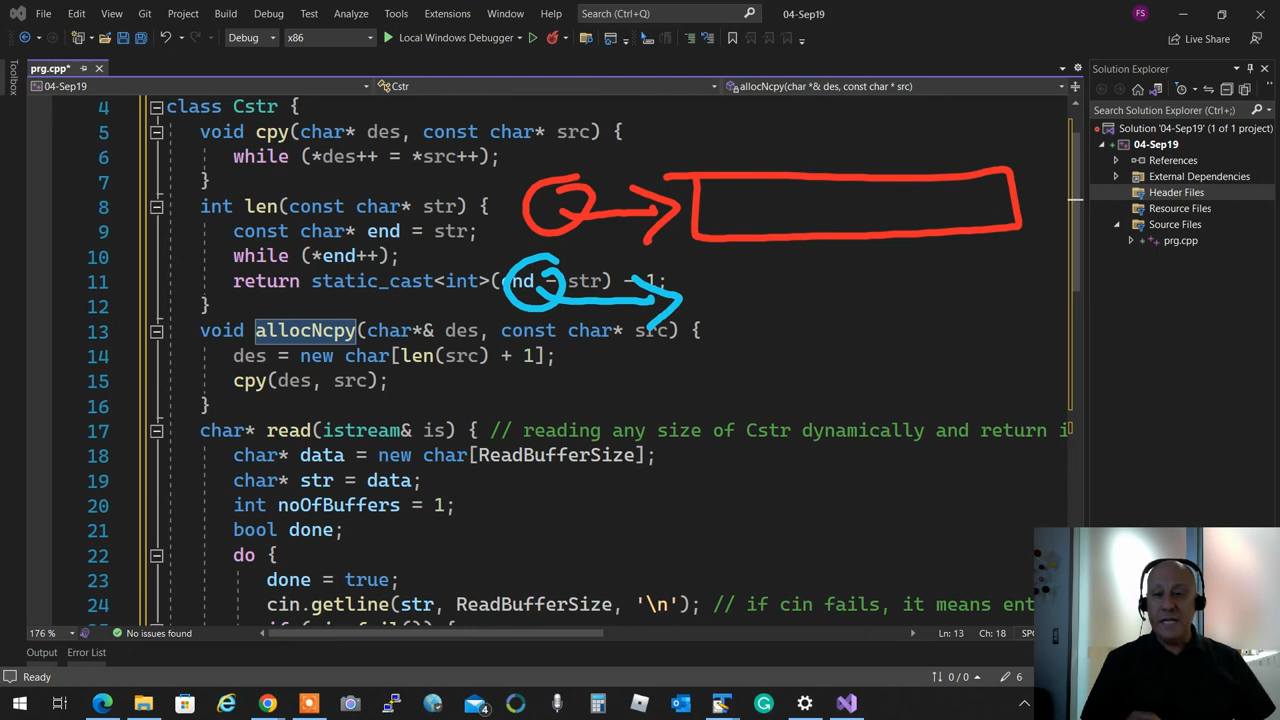 File Edit View Git Project Build Debug Test Analyze Tools Extensions Window Help Search (Ctrl+Q) 04-Sep19 FS
Debug x86 Local Windows Debugger Live Share
prg.cpp*
Toolbox
04-Sep19 Cstr allocNcpy(char *& des, const char * src)
4 class Cstr {
5 void cpy(char* des, const char* src) {
6 while (*des++ = *src++);
7 }
8 int len(const char* str) {
9 const char* end = str;
10 while (*end++);
11 return static_cast<int>(end - str) - 1;
12 }
13 void allocNcpy(char*& des, const char* src) {
14 des = new char[len(src) + 1];
15 cpy(des, src);
16 }
17 char* read(istream& is) { // reading any size of Cstr dynamically and return i
18 char* data = new char[ReadBufferSize];
19 char* str = data;
20 int noOfBuffers = 1;
21 bool done;
22 do {
23 done = true;
24 cin.getline(str, ReadBufferSize, '\n'); // if cin fails, it means ent
176 % No issues found Ln: 13 Ch: 18 SPC
Output Error List
Ready 0 / 0 6
Solution Explorer
Search Solution Explorer (Ctrl+;)
Solution '04-Sep19' (1 of 1 project)
04-Sep19
References
External Dependencies
Header Files
Resource Files
Source Files
prg.cpp
4